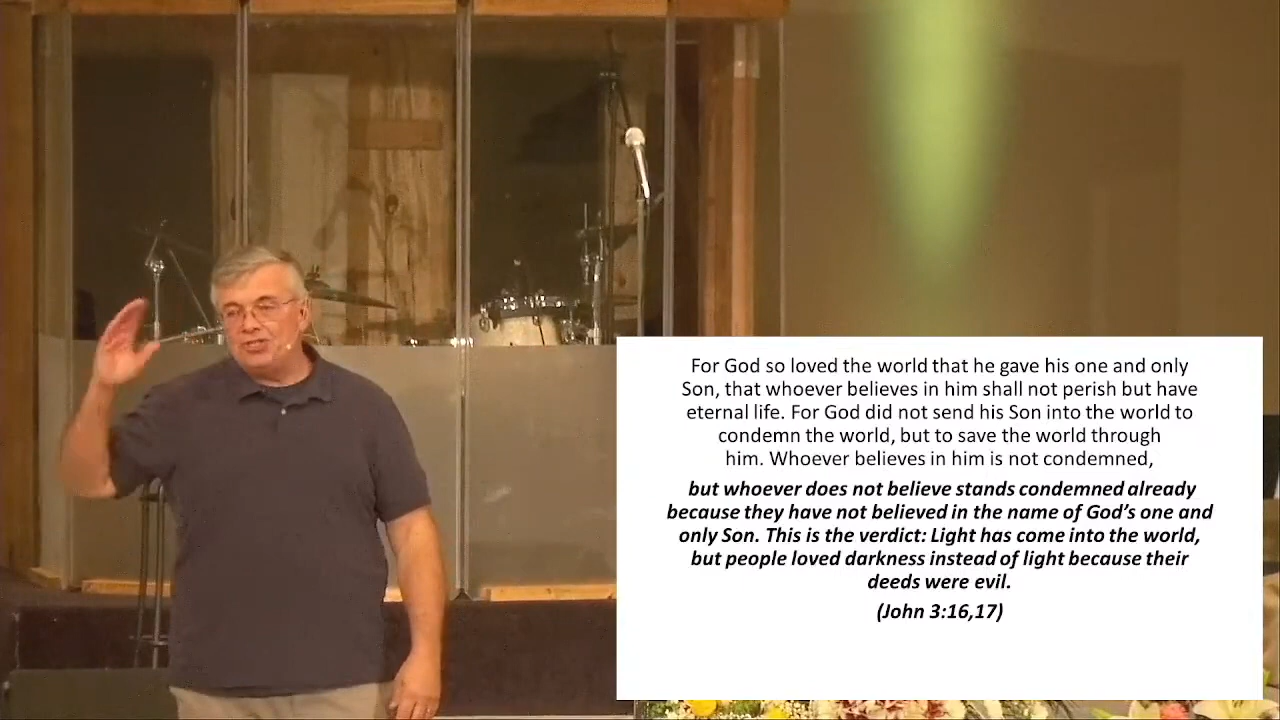 For God so loved the world that he gave his one and only
Son, that whoever believes in him shall not perish but have
eternal life. For God did not send his Son into the world to
condemn the world, but to save the world through
him. Whoever believes in him is not condemned,
but whoever does not believe stands condemned already
because they have not believed in the name of God’s one and
only Son. This is the verdict: Light has come into the world,
but people loved darkness instead of light because their
deeds were evil.
(John 3:16,17)